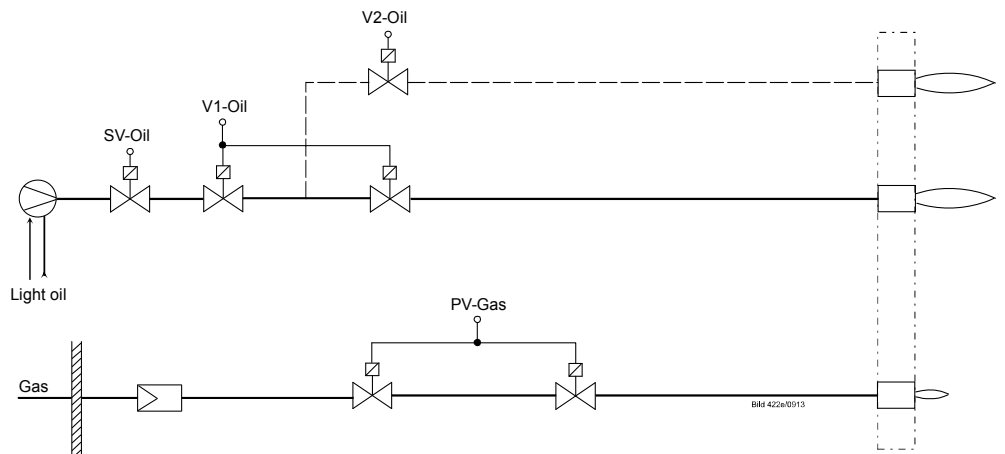 V2-Oil
V1-Oil
SV-Oil
Light oil
PV-Gas
Gas
Bild 422e/0913